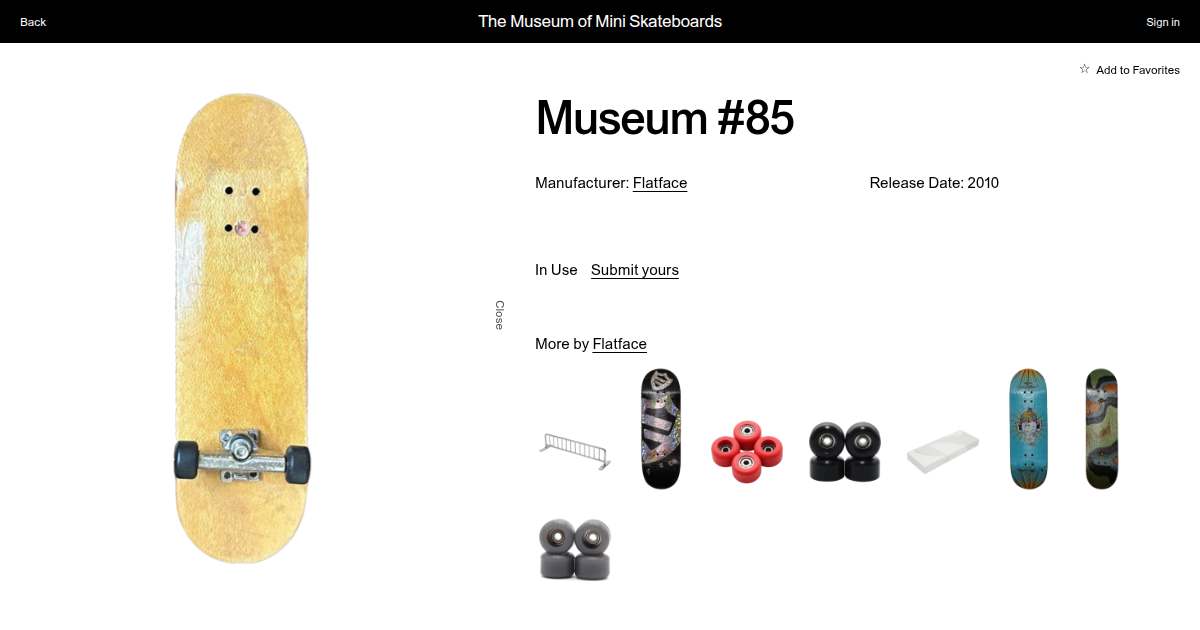 Back
The Museum of Mini Skateboards
Sign in
☆ Add to Favorites
Museum #85
Manufacturer: Flatface
Release Date: 2010
In Use Submit yours
Close
More by Flatface